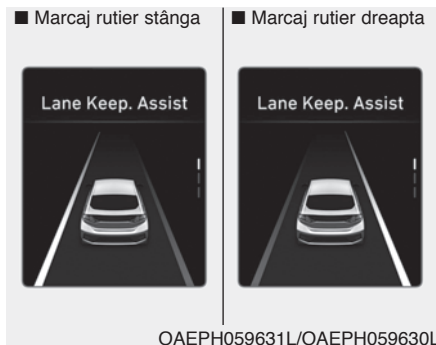 ■ Marcaj rutier stânga
■ Marcaj rutier dreapta
Lane Keep. Assist
Lane Keep. Assist
OAEPH059631L/OAEPH059630L